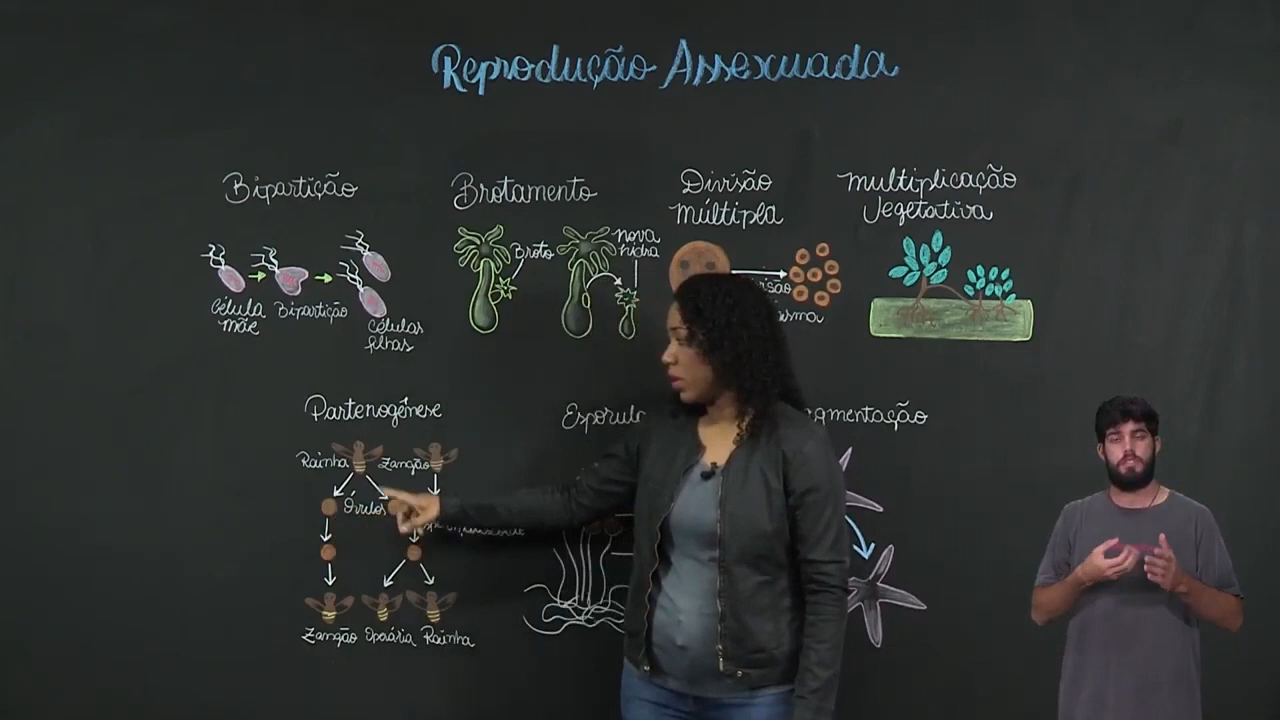 Reprodução Assexuada
Bipartição
Célula
mãe
Bipartição
Células
filhas
Brotamento
Broto
nova
hidra
Divisão
múltipla
multiplicação
Vegetativa
Partenogênese
Rainha
Zangão
Óvulos
Zangão Operária Rainha